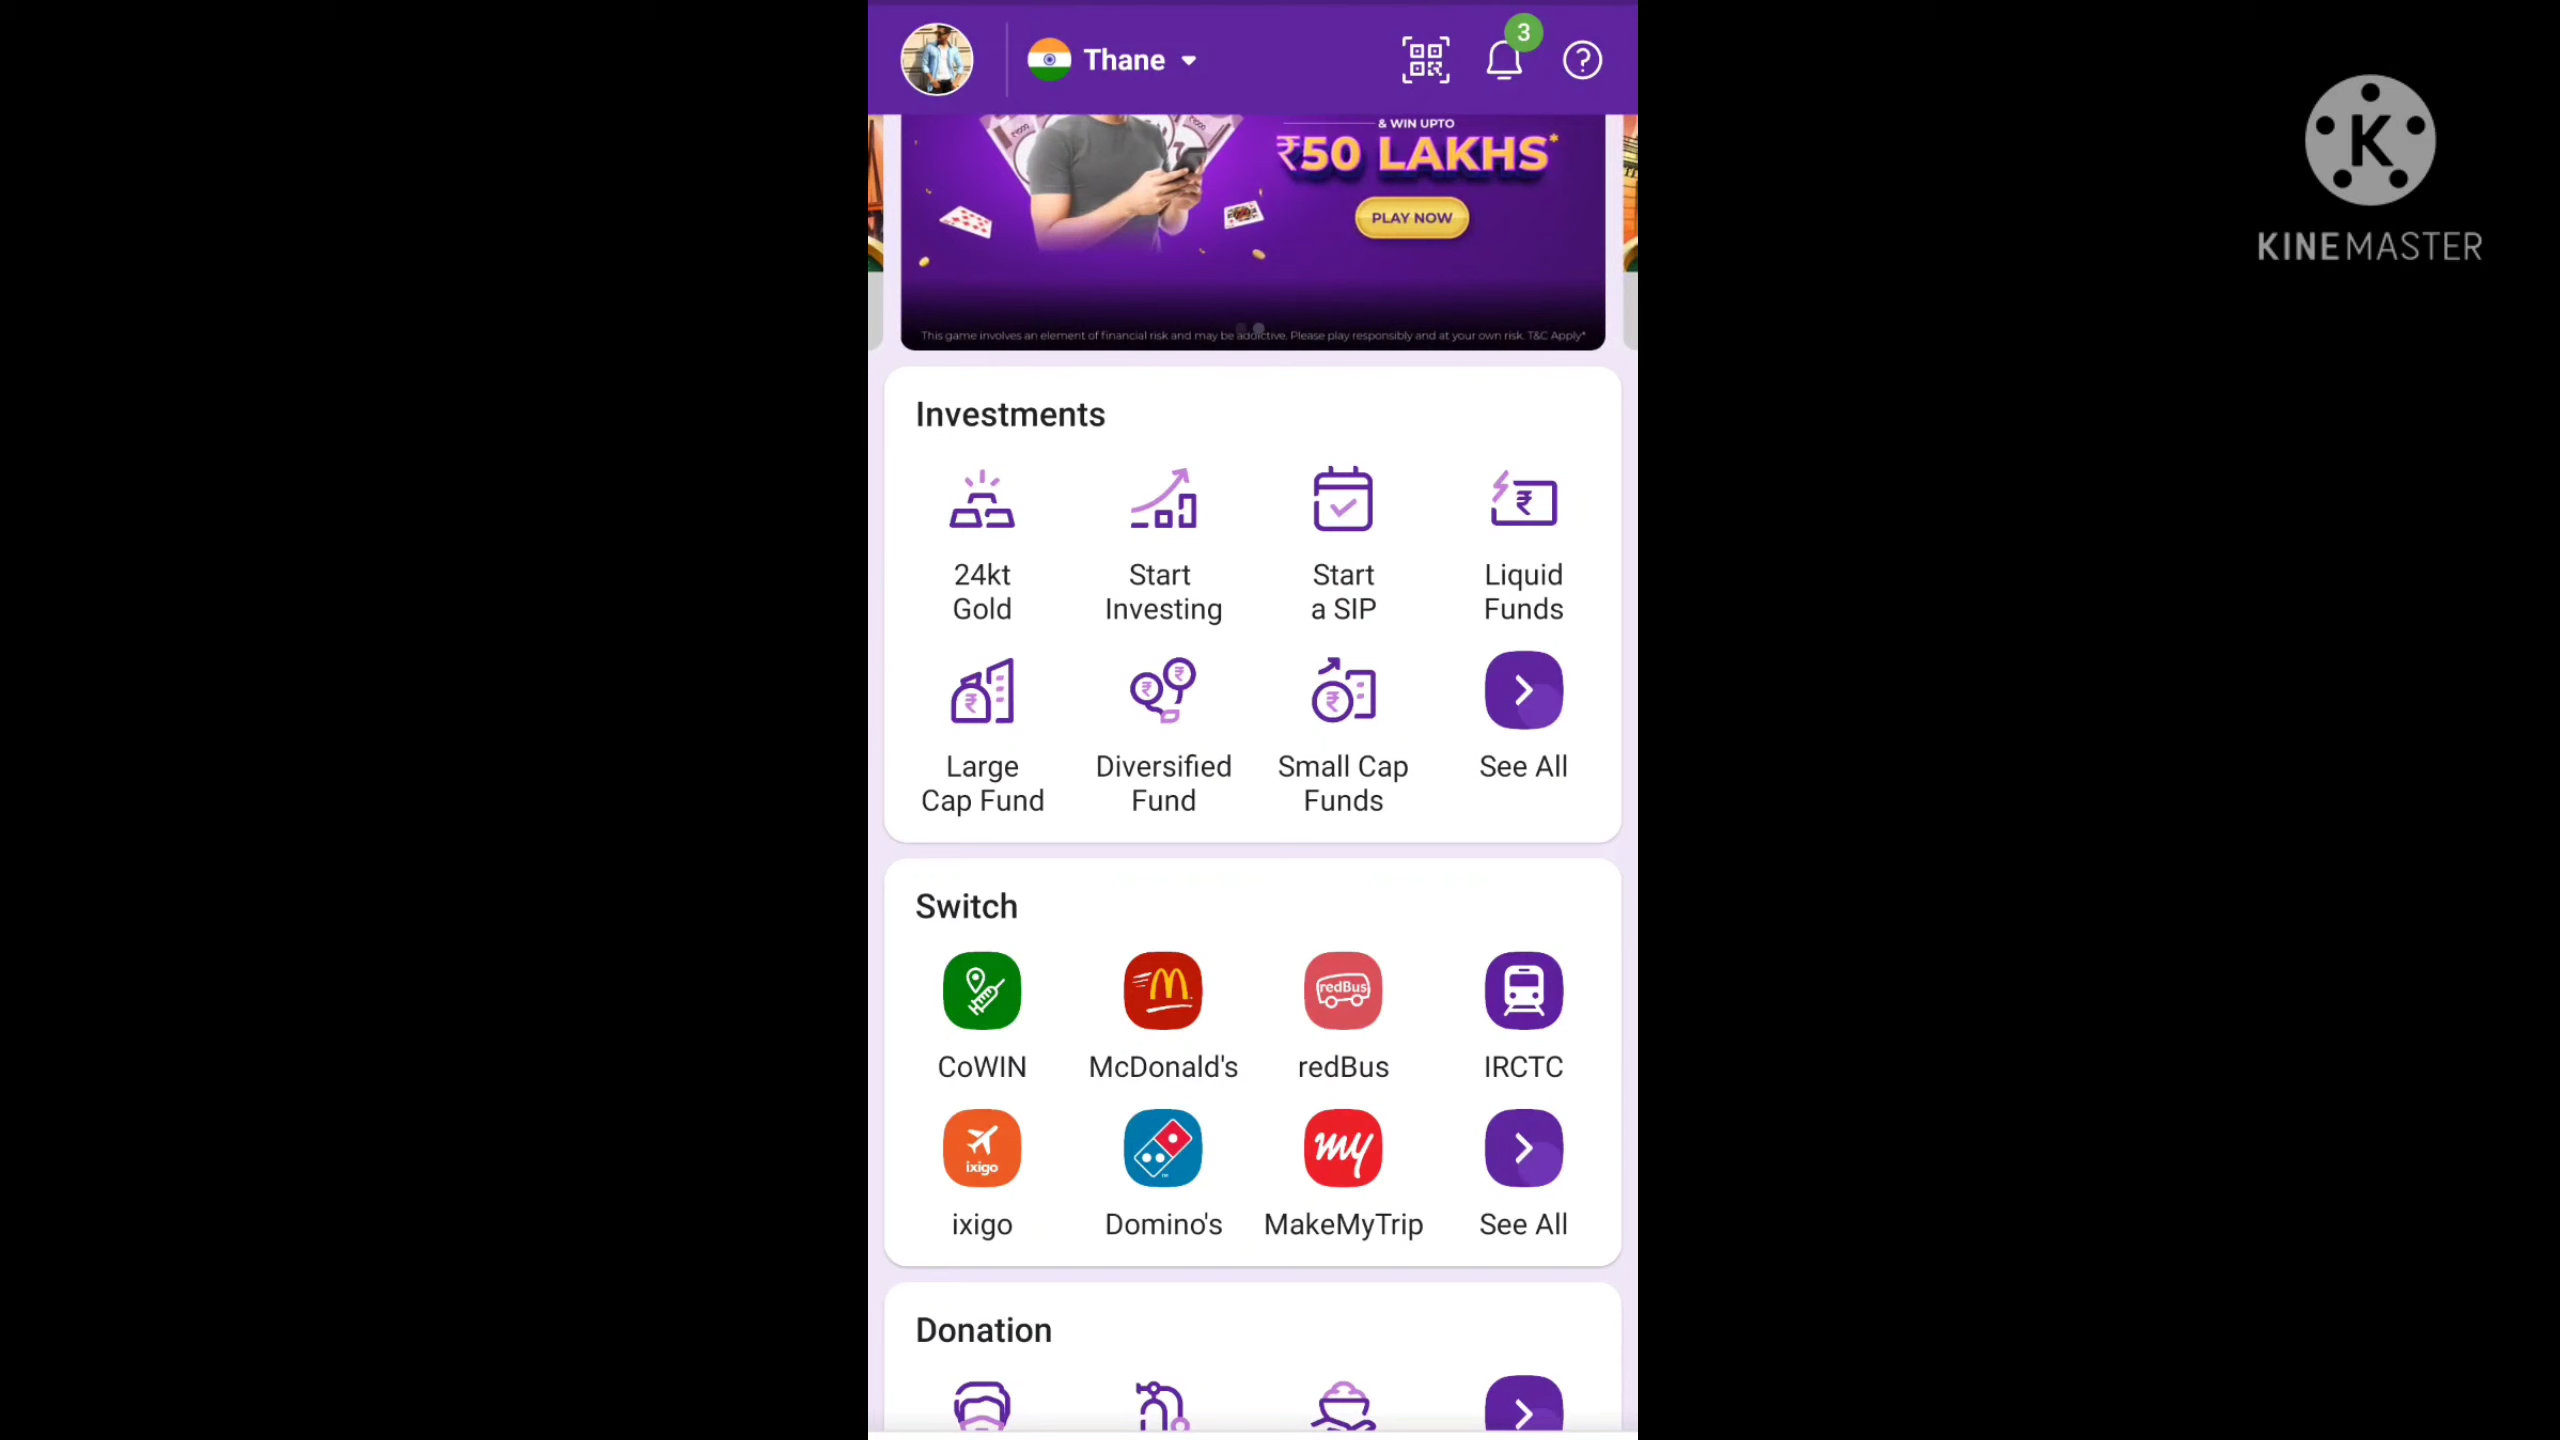 Thane
3
& WIN UPTO
₹50 LAKHS*
PLAY NOW
This game involves an element of financial risk and may be addictive. Please play responsibly and at your own risk. T&C Apply*
Investments
24kt
Gold
Start
Investing
Start
a SIP
Liquid
Funds
Large
Cap Fund
Diversified
Fund
Small Cap
Funds
See All
Switch
redBus
CoWIN
McDonald's
redBus
IRCTC
ixigo
my
ixigo
Domino's
MakeMyTrip
See All
Donation
K
KINEMASTER